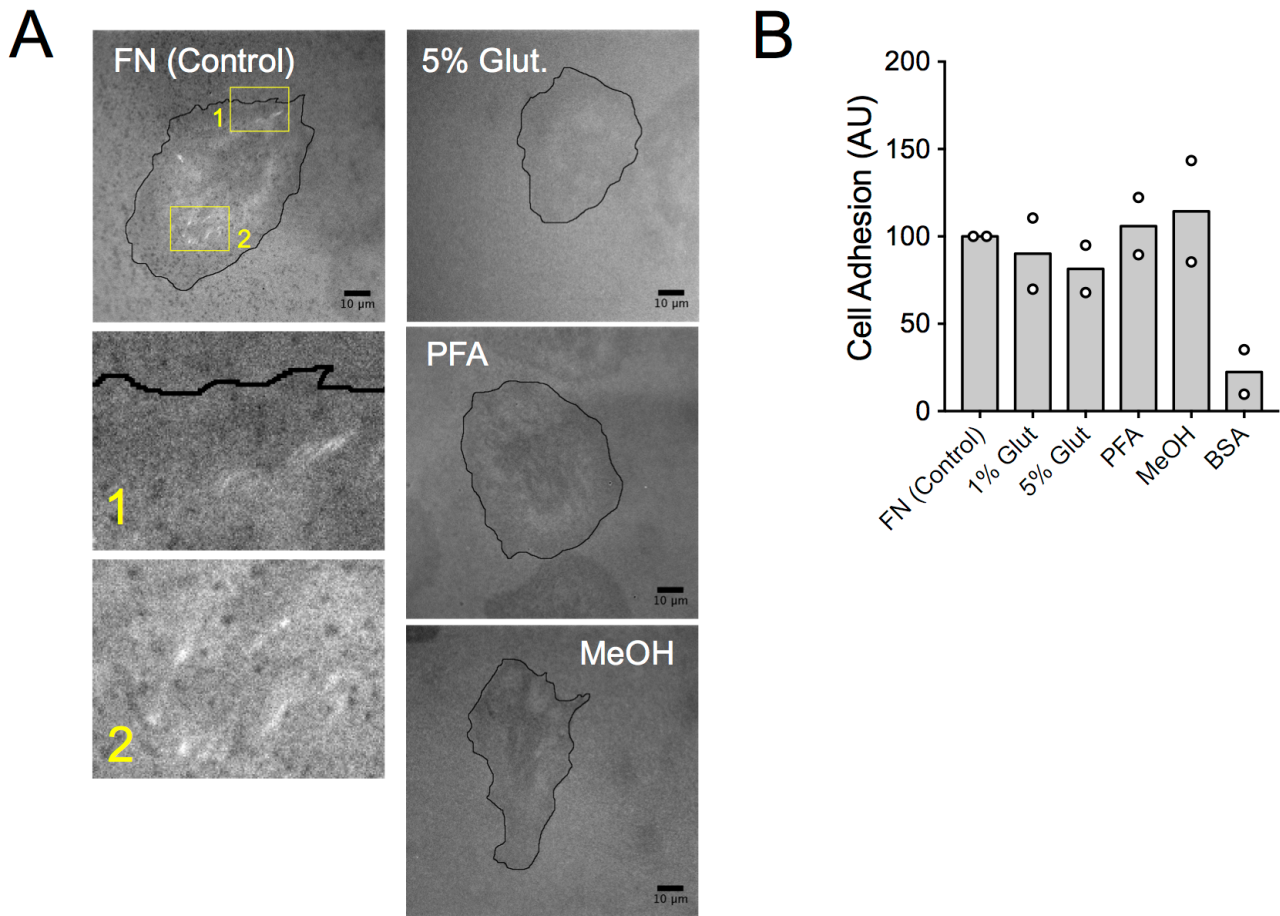 A
FN (Control)
1
2
10 μm
1
2
5% Glut.
10 μm
PFA
10 μm
MeOH
10 μm
B
Cell Adhesion (AU)
200
150
100
50
0
FN (Control)
1% Glut
5% Glut
PFA
MeOH
BSA